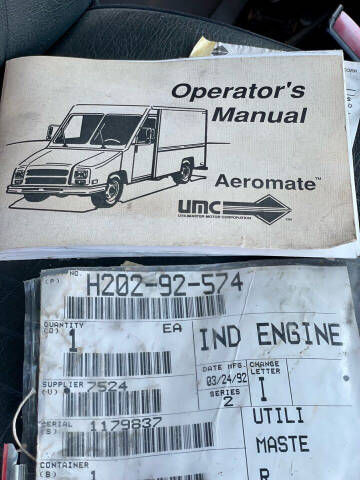 Operator's
Manual
Aeromate™
UMC
UTILIMASTER MOTOR CORPORATION
NO.
(P)
H202-92-574
QUANTITY
(Q)
1
EA
IND ENGINE
SUPPLIER
(V)
7524
DATE MFG.
03/24/92
SERIES
2
CHANGE
LETTER
I
SERIAL
(S)
1179837
UTILI
MASTE
R
CONTAINER
(B)
1